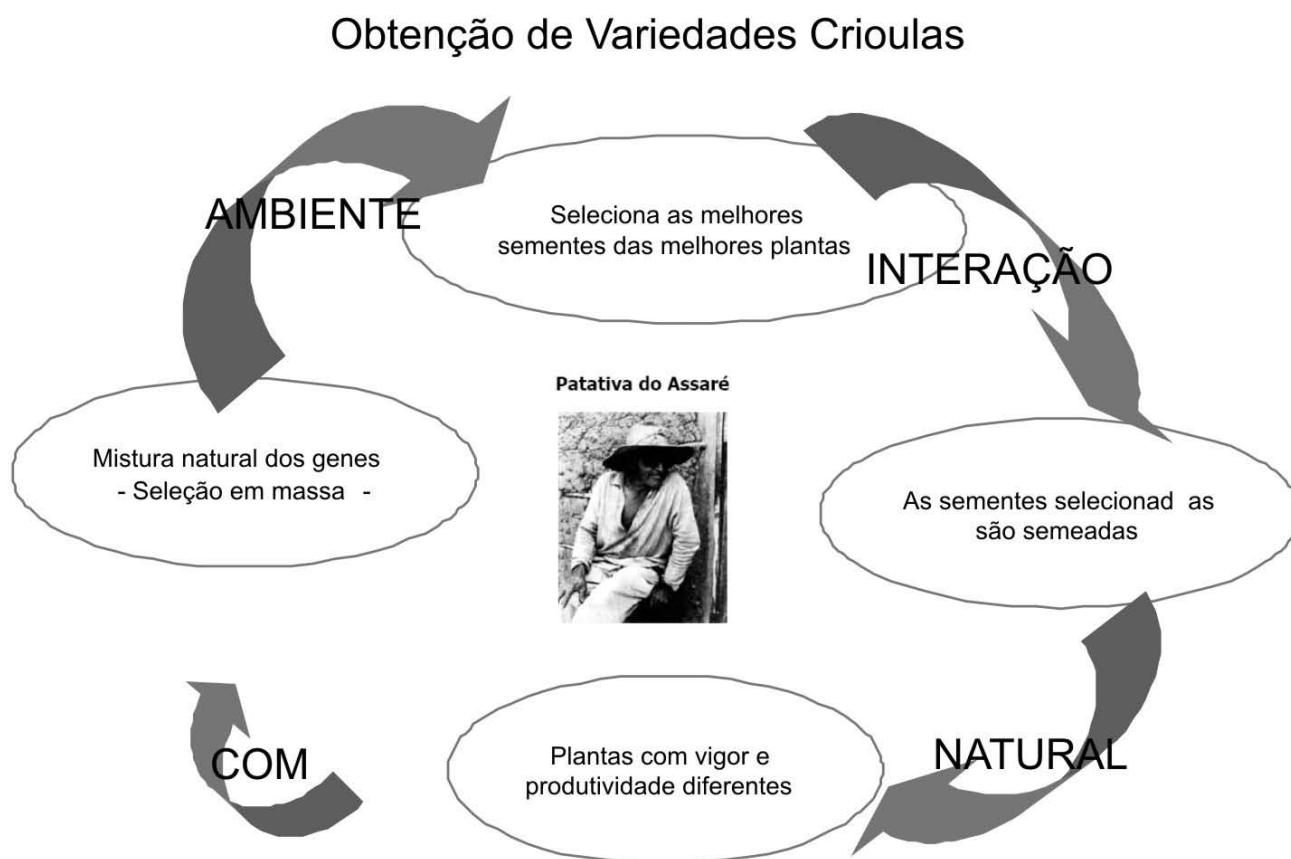 Obtenção de Variedades Crioulas
AMBIENTE
Seleciona as melhores
sementes das melhores plantas
INTERAÇÃO
Patativa do Assaré
Mistura natural dos genes
- Seleção em massa -
As sementes selecionad as
são semeadas
COM
Plantas com vigor e
produtividade diferentes
NATURAL